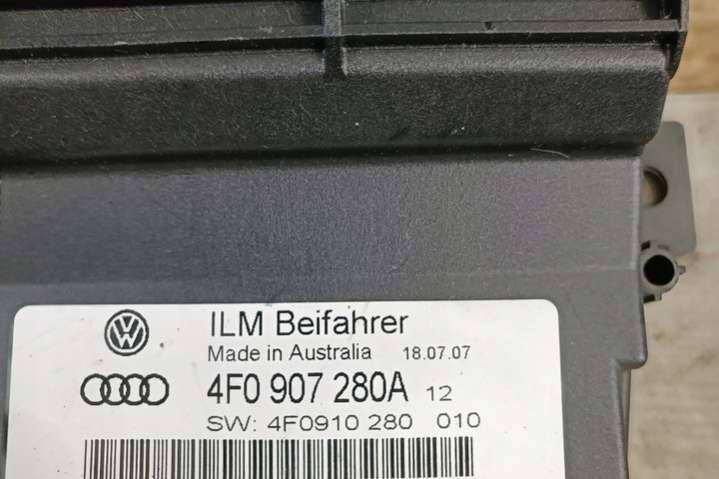 ILM Beifahrer
Made in Australia 18.07.07
4F0 907 280A 12
SW: 4F0910 280 010